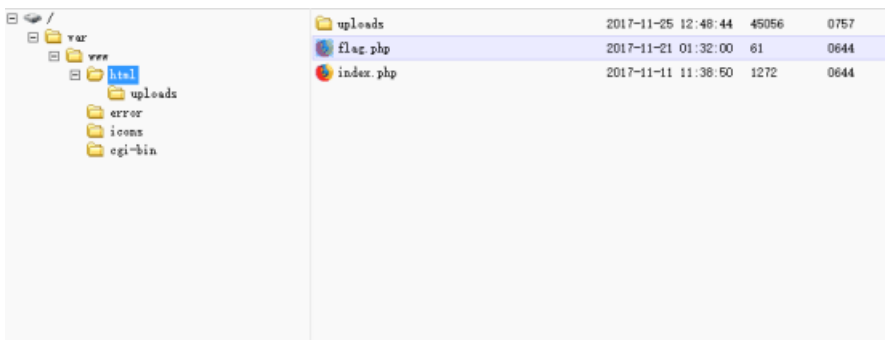 /
var
www
html
uploads
error
icons
cgi-bin
uploads 2017-11-25 12:48:44 45056 0757
flag.php 2017-11-21 01:32:00 61 0644
index.php 2017-11-11 11:38:50 1272 0644